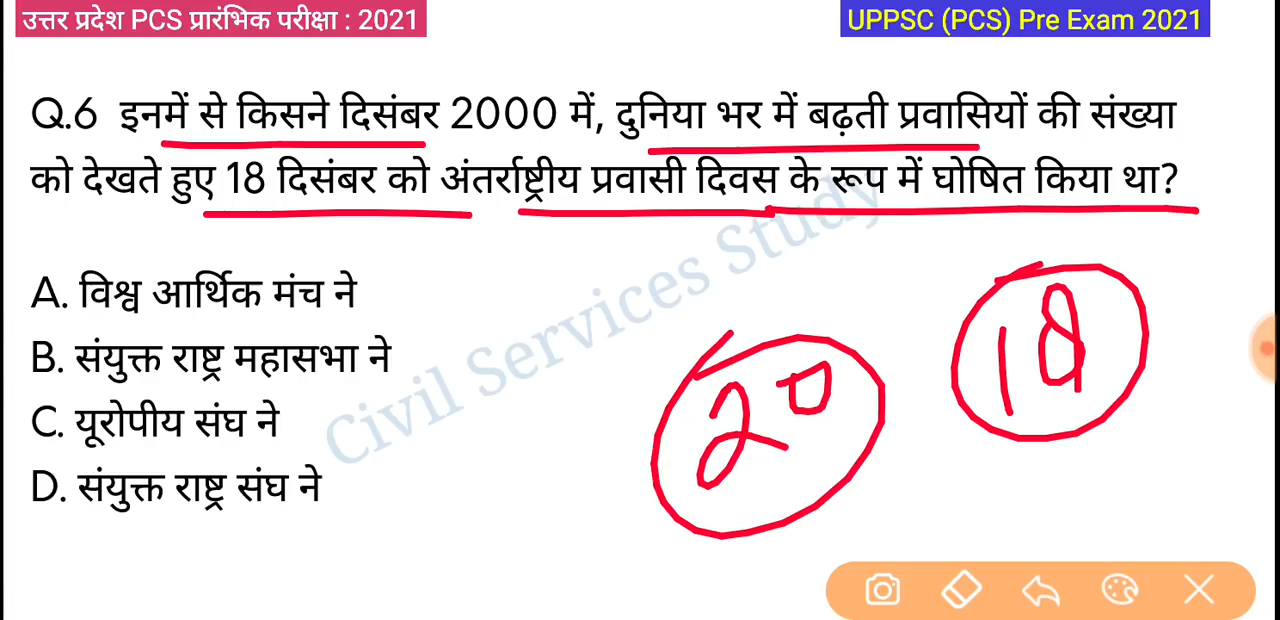 उत्तर प्रदेश PCS प्रारंभिक परीक्षा : 2021
UPPSC (PCS) Pre Exam 2021
Q.6 इनमें से किसने दिसंबर 2000 में, दुनिया भर में बढ़ती प्रवासियों की संख्या
को देखते हुए 18 दिसंबर को अंतर्राष्ट्रीय प्रवासी दिवस के रूप में घोषित किया था?
A. विश्व आर्थिक मंच ने
B. संयुक्त राष्ट्र महासभा ने
C. यूरोपीय संघ ने
D. संयुक्त राष्ट्र संघ ने
Civil Services Study
20
18